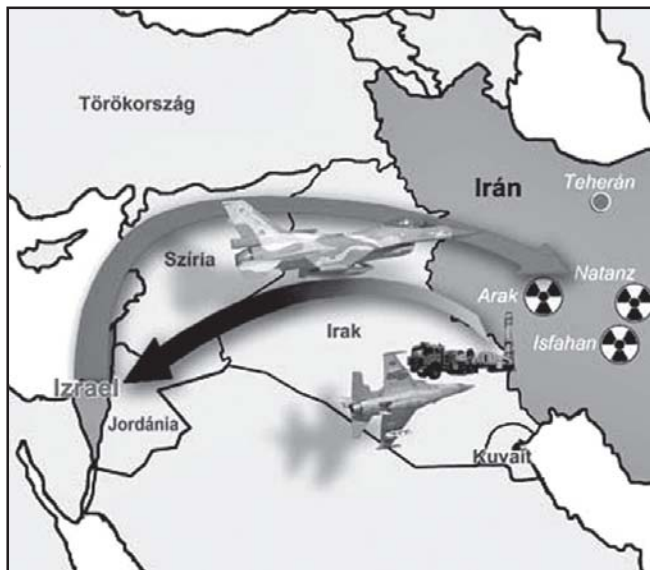 Törökország
Irán
Teherán
Szíria
Natanz
Arak
Irak
Isfahan
Izrael
Jordánia
Kuvait